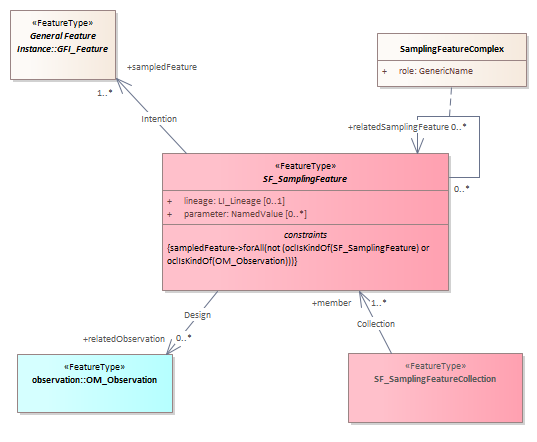 «FeatureType»
General Feature
Instance::GFI_Feature
SamplingFeatureComplex
+ role: GenericName
+sampledFeature
1..*
Intention
+relatedSamplingFeature 0..*
0..*
«FeatureType»
SF_SamplingFeature
+ lineage: LI_Lineage [0..1]
+ parameter: NamedValue [0..*]
constraints
{sampledFeature->forAll(not (oclIsKindOf(SF_SamplingFeature) or
oclIsKindOf(OM_Observation)))}
Design
+relatedObservation 0..*
+member 1..*
Collection
«FeatureType»
observation::OM_Observation
«FeatureType»
SF_SamplingFeatureCollection